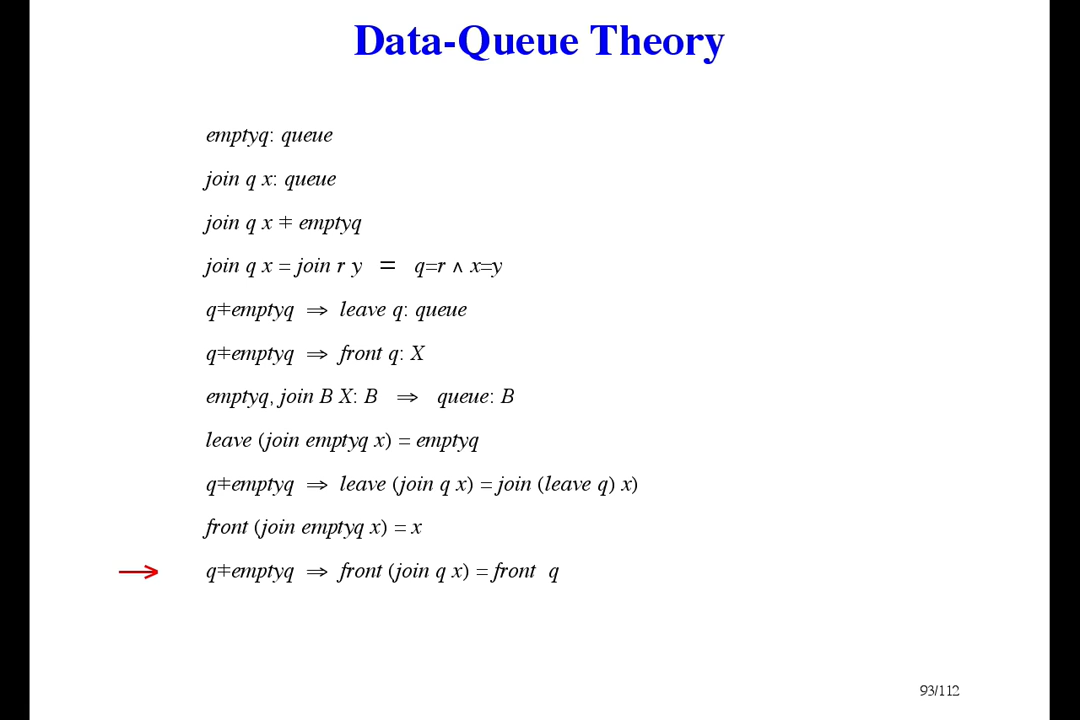 Data-Queue Theory
emptyq: queue
join q x: queue
join q x ≠ emptyq
join q x = join r y = q=r ∧ x=y
q≠emptyq ⇒ leave q: queue
q≠emptyq ⇒ front q: X
emptyq, join B X: B ⇒ queue: B
leave (join emptyq x) = emptyq
q≠emptyq ⇒ leave (join q x) = join (leave q) x)
front (join emptyq x) = x
→ q≠emptyq ⇒ front (join q x) = front q
93/112